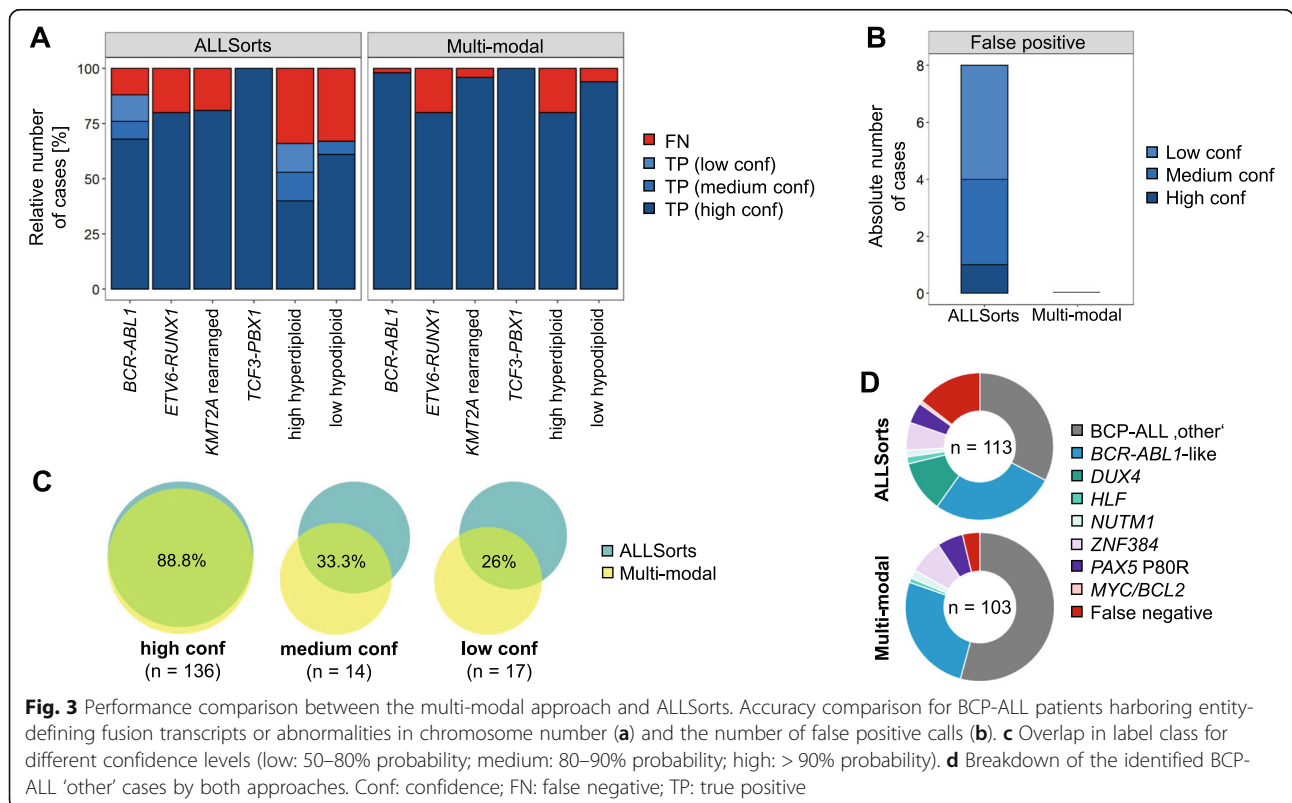 A
ALLSorts
Multi-modal
Relative number
of cases [%]
100
75
50
25
0
BCR-ABL1
ETV6-RUNX1
KMT2A rearranged
TCF3-PBX1
high hyperdiploid
low hypodiploid
BCR-ABL1
ETV6-RUNX1
KMT2A rearranged
TCF3-PBX1
high hyperdiploid
low hypodiploid
FN
TP (low conf)
TP (medium conf)
TP (high conf)
B
False positive
Absolute number
of cases
8
6
4
2
0
ALLSorts
Multi-modal
Low conf
Medium conf
High conf
C
88.8%
33.3%
26%
high conf
(n = 136)
medium conf
(n = 14)
low conf
(n = 17)
ALLSorts
Multi-modal
D
ALLSorts
n = 113
Multi-modal
n = 103
BCP-ALL ‚other‘
BCR-ABL1-like
DUX4
HLF
NUTM1
ZNF384
PAX5 P80R
MYC/BCL2
False negative
Fig. 3 Performance comparison between the multi-modal approach and ALLSorts. Accuracy comparison for BCP-ALL patients harboring entity-
defining fusion transcripts or abnormalities in chromosome number (a) and the number of false positive calls (b). c Overlap in label class for
different confidence levels (low: 50–80% probability; medium: 80–90% probability; high: > 90% probability). d Breakdown of the identified BCP-
ALL ‘other’ cases by both approaches. Conf: confidence; FN: false negative; TP: true positive